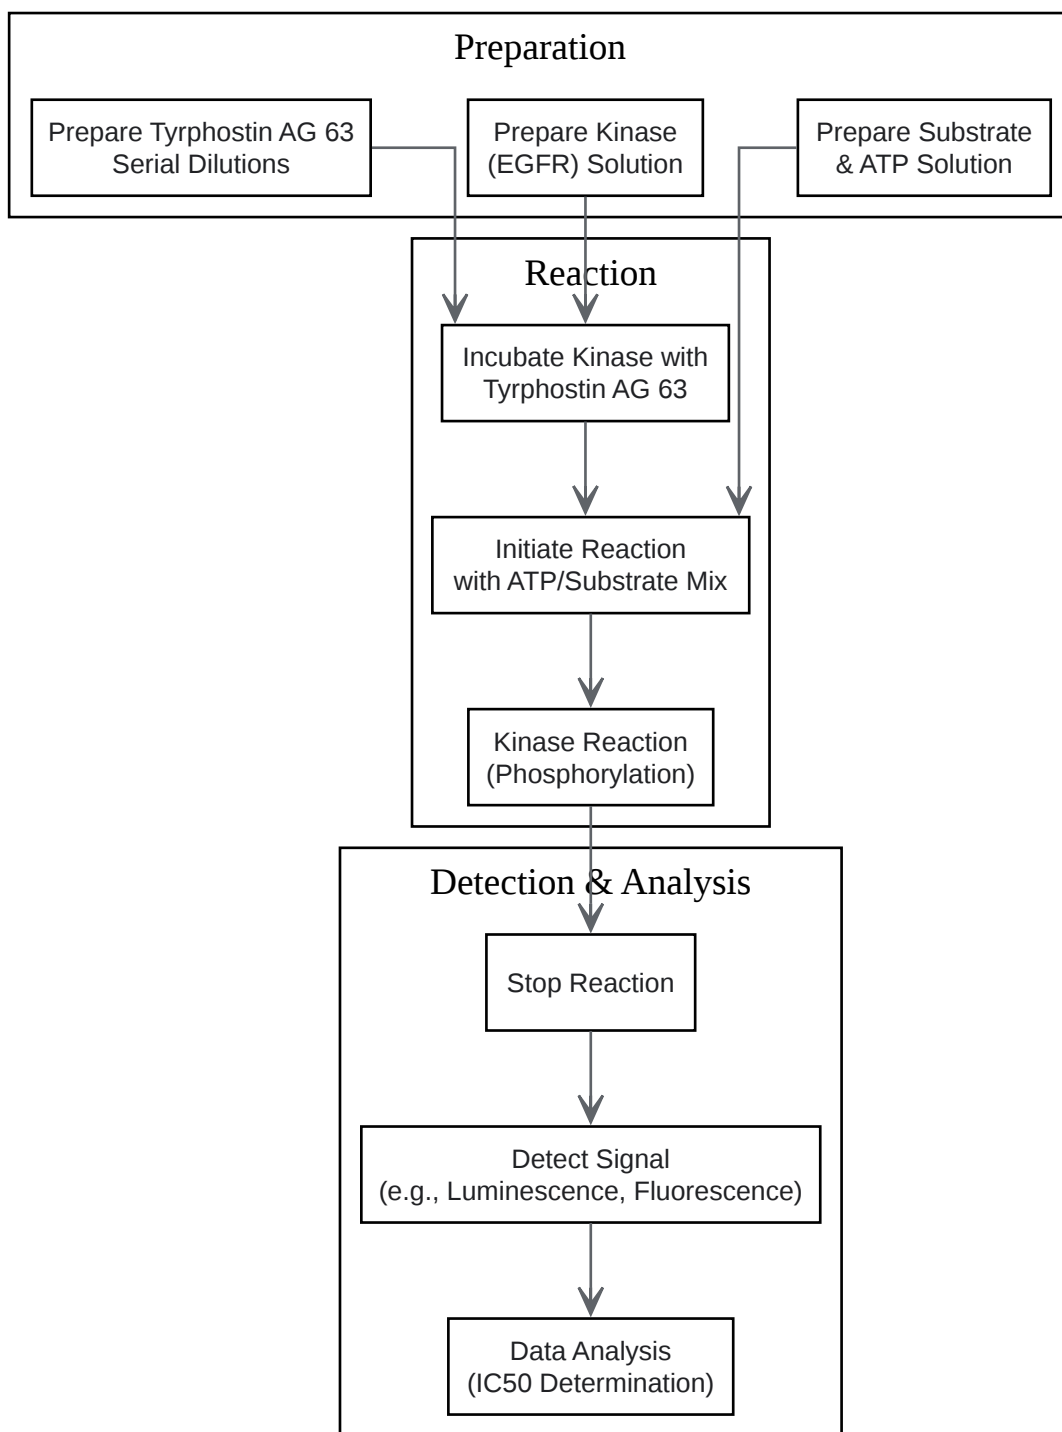 Preparation
Prepare Tyrphostin AG 63
Serial Dilutions
Prepare Kinase
(EGFR) Solution
Prepare Substrate
& ATP Solution
Reaction
Incubate Kinase with
Tyrphostin AG 63
Initiate Reaction
with ATP/Substrate Mix
Kinase Reaction
(Phosphorylation)
Detection & Analysis
Stop Reaction
Detect Signal
(e.g., Luminescence, Fluorescence)
Data Analysis
(IC50 Determination)